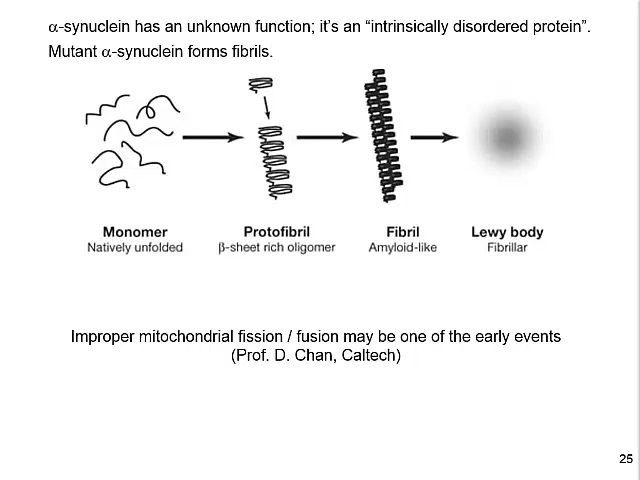 α-synuclein has an unknown function; it's an “intrinsically disordered protein”.
Mutant α-synuclein forms fibrils.
Monomer
Natively unfolded
Protofibril
β-sheet rich oligomer
Fibril
Amyloid-like
Lewy body
Fibrillar
Improper mitochondrial fission / fusion may be one of the early events
(Prof. D. Chan, Caltech)
25